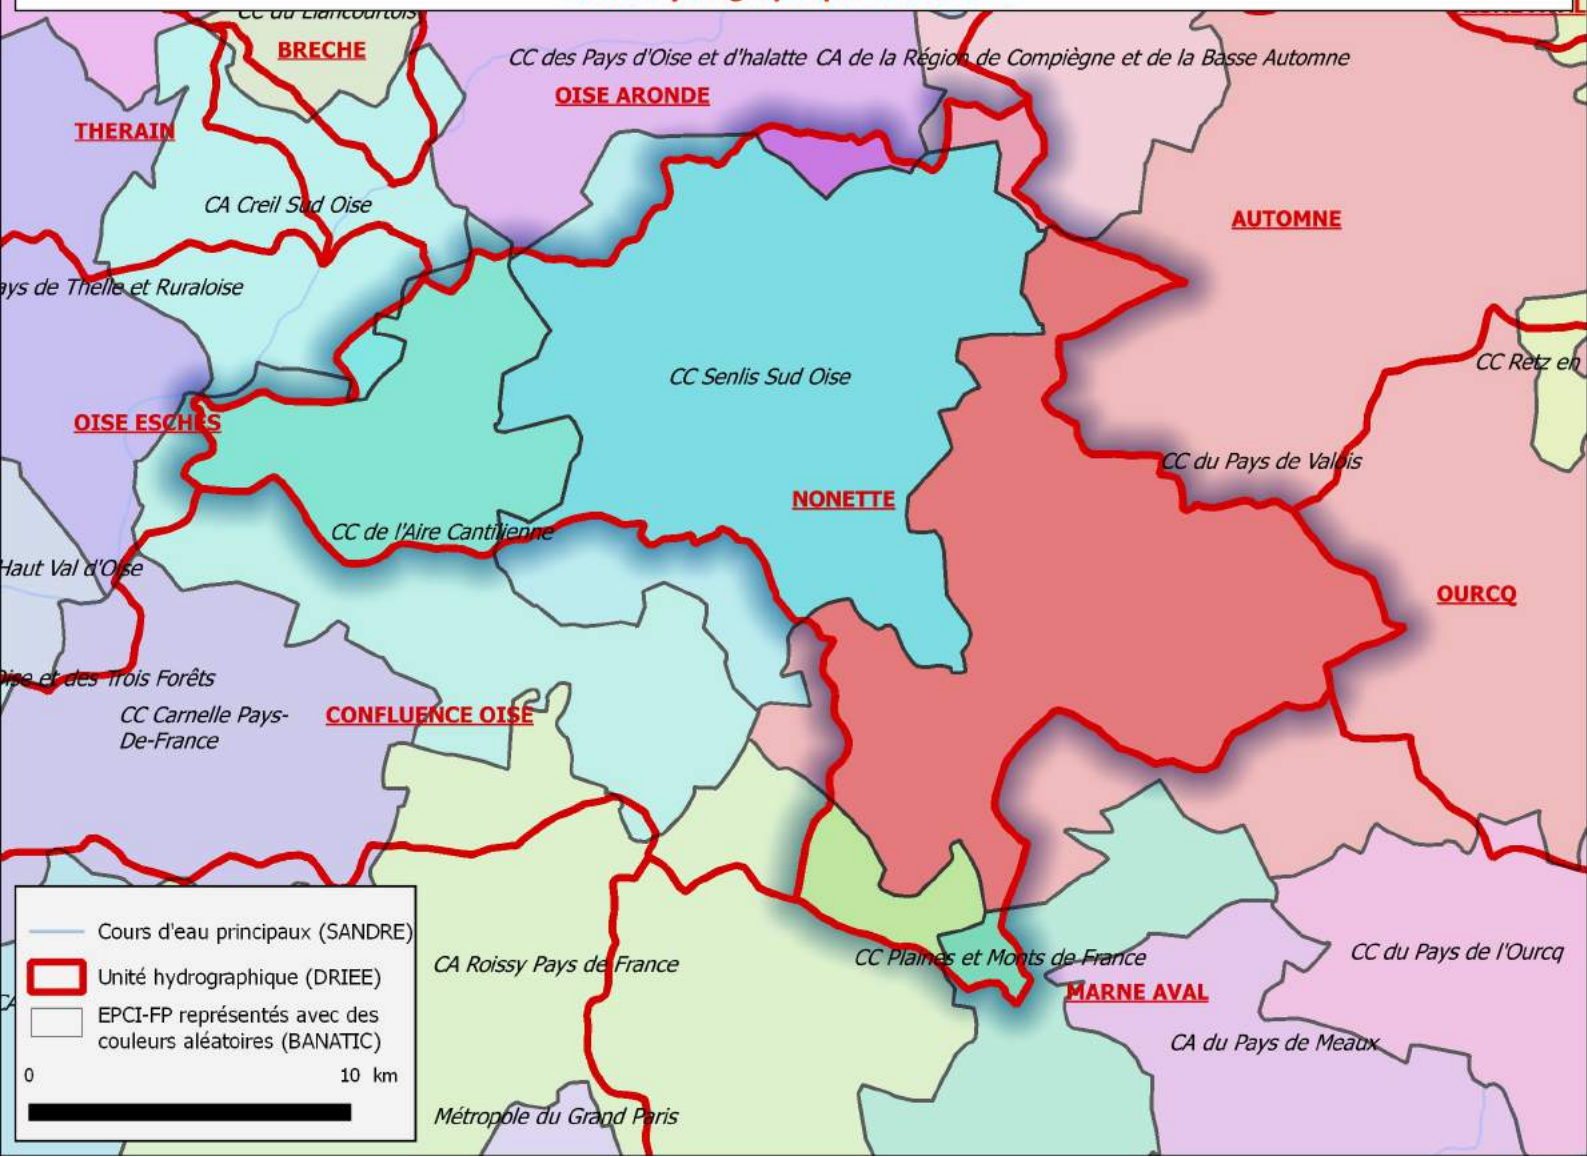 CC du Liancourtois
BRECHE
CC des Pays d'Oise et d'halatte
CA de la Région de Compiègne et de la Basse Automne
OISE ARONDE
THERAIN
CA Creil Sud Oise
AUTOMNE
ays de Thelle et Ruraloise
CC Retz en
CC Senlis Sud Oise
OISE ESCHES
CC du Pays de Valois
NONETTE
CC de l'Aire Cantilienne
Haut Val d'Oise
OURCQ
Oise et des Trois Forêts
CC Carnelle Pays-
De-France
CONFLUENCE OISE
Cours d'eau principaux (SANDRE)
Unité hydrographique (DRIEE)
EPCI-FP représentés avec des
couleurs aléatoires (BANATIC)
0 10 km
CA Roissy Pays de France
CC Plaines et Monts de France
CC du Pays de l'Ourcq
MARNE AVAL
CA du Pays de Meaux
Métropole du Grand Paris